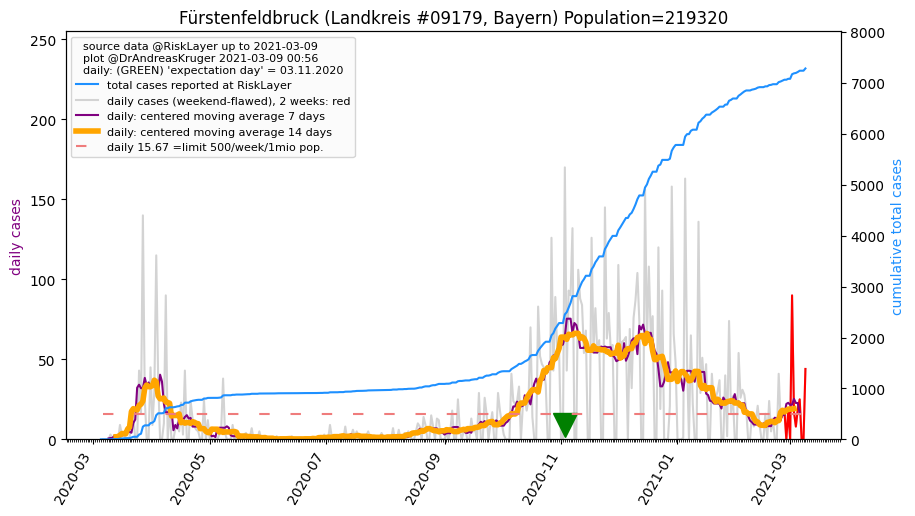 Fürstenfeldbruck (Landkreis #09179, Bayern) Population=219320
source data @RiskLayer up to 2021-03-09
plot @DrAndreasKruger 2021-03-09 00:56
daily: (GREEN) 'expectation day' = 03.11.2020
total cases reported at RiskLayer
daily cases (weekend-flawed), 2 weeks: red
daily: centered moving average 7 days
daily: centered moving average 14 days
daily 15.67 =limit 500/week/1mio pop.
daily cases
250
200
150
100
50
0
8000
7000
6000
5000
4000
3000
2000
1000
0
cumulative total cases
2020-03
2020-05
2020-07
2020-09
2020-11
2021-01
2021-03